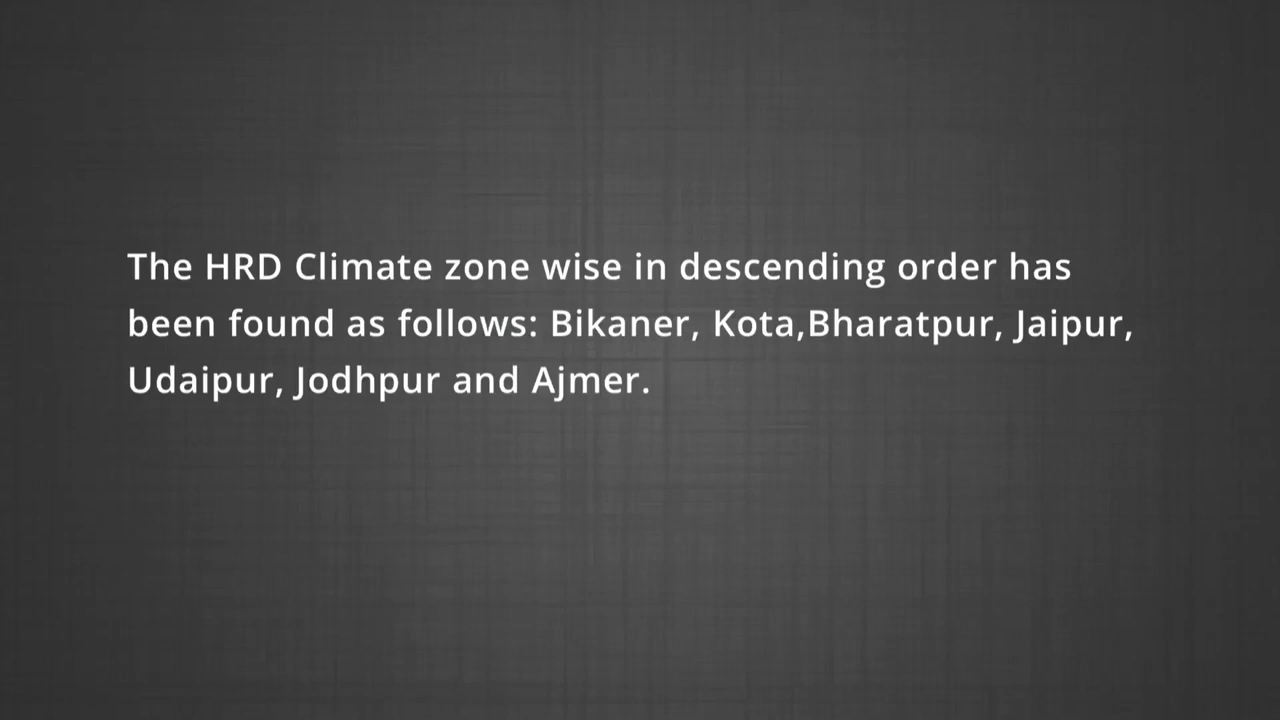 The HRD Climate zone wise in descending order has
been found as follows: Bikaner, Kota,Bharatpur, Jaipur,
Udaipur, Jodhpur and Ajmer.